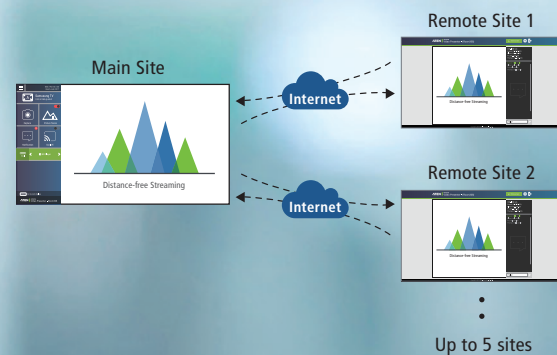 Main Site
Distance-free Streaming
Internet
Internet
Remote Site 1
Distance-free Streaming
Remote Site 2
Distance-free Streaming
Up to 5 sites